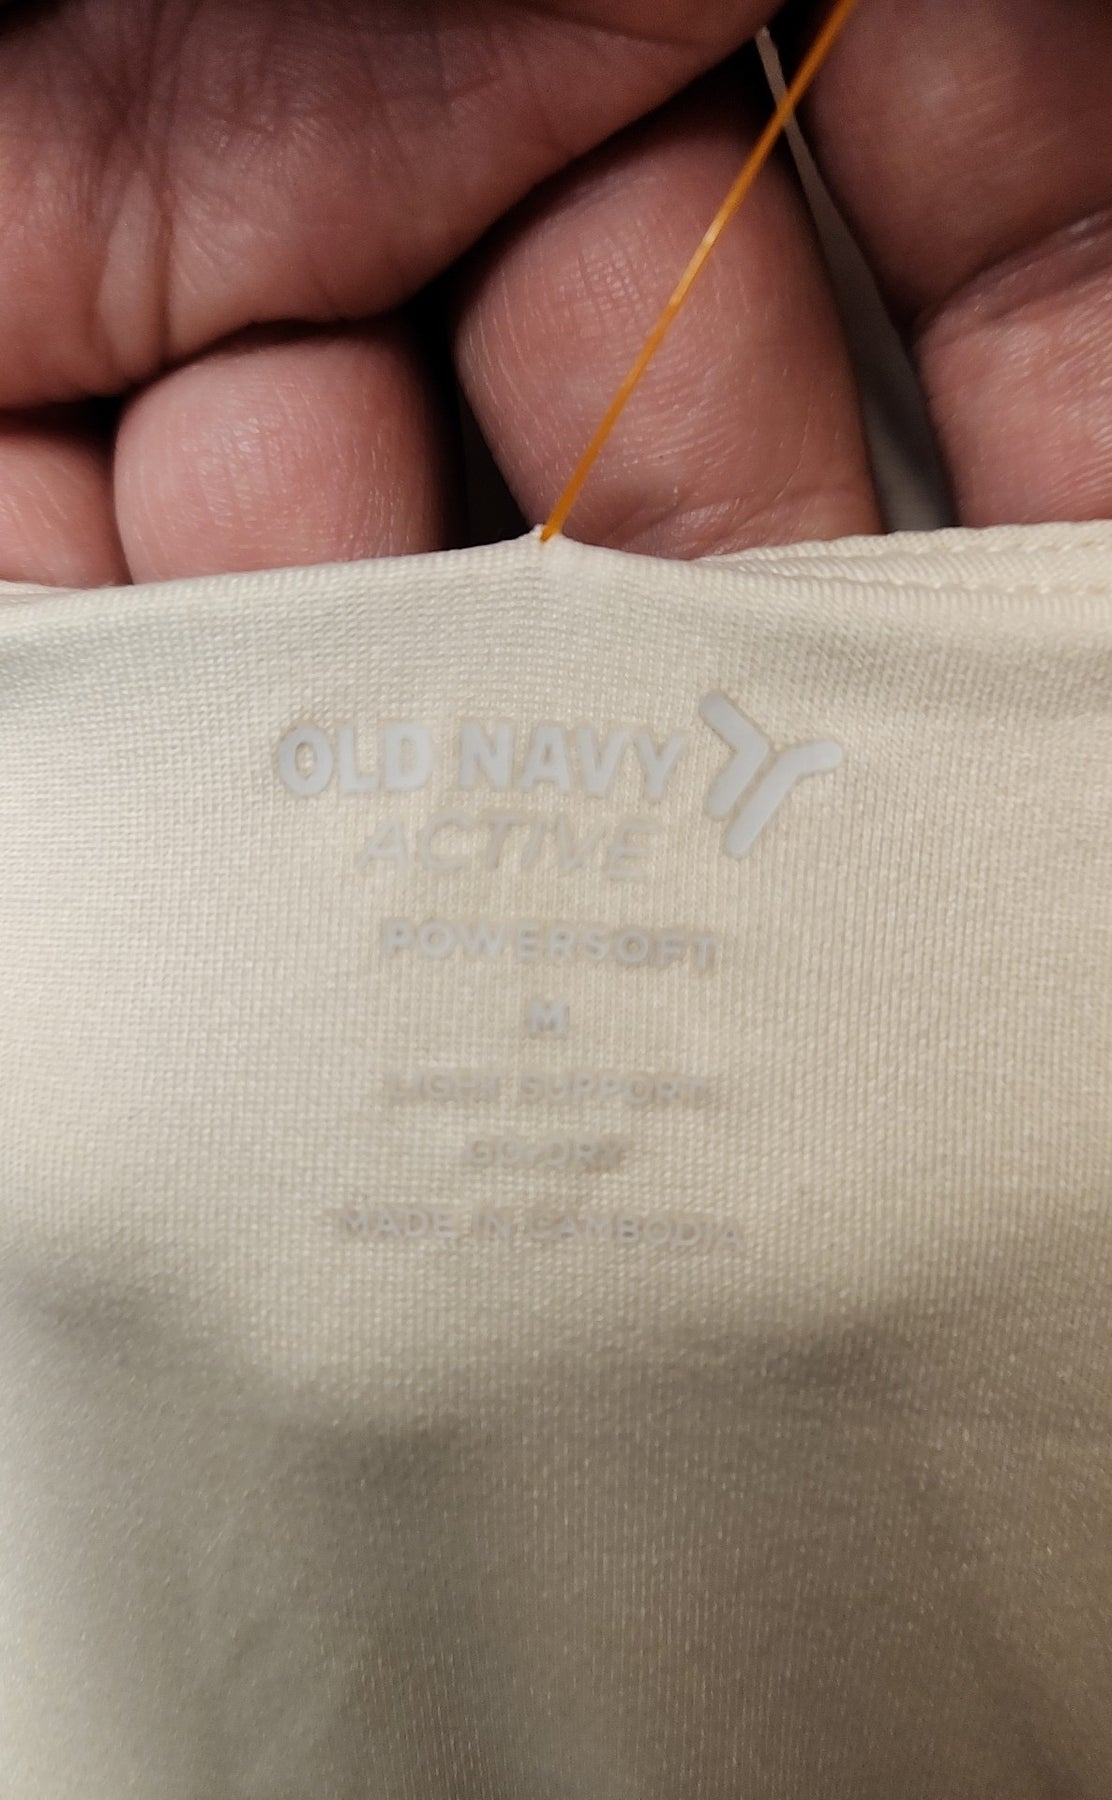 OLD NAVY
ACTIVE
POWERSOFT
M
LIGHT SUPPORT
GO-DRY
MADE IN CAMBODIA